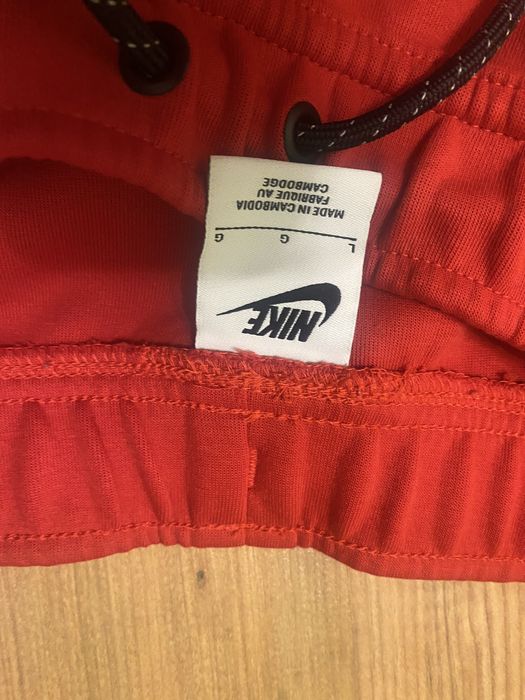 NIKE
L G G
MADE IN CAMBODIA
FABRIQUE AU
CAMBODGE